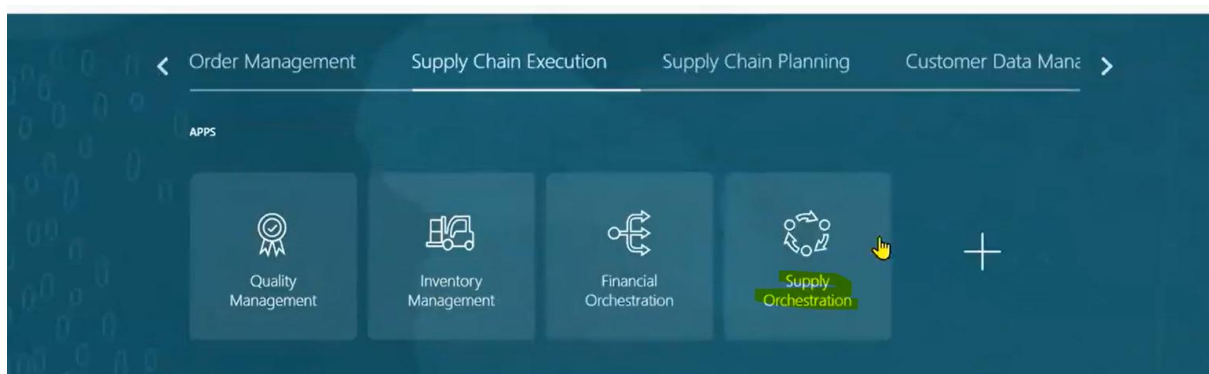 Order Management
Supply Chain Execution
Supply Chain Planning
Customer Data Mana
APPS
Quality
Management
Inventory
Management
Financial
Orchestration
Supply
Orchestration